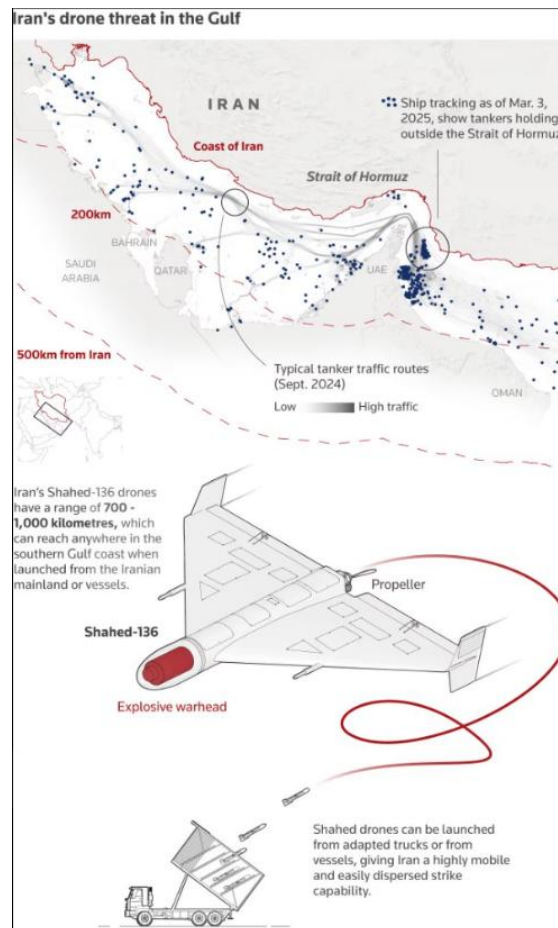 Iran's drone threat in the Gulf
IRAN
Ship tracking as of Mar. 3,
2025, show tankers holding
outside the Strait of Hormuz
Coast of Iran
Strait of Hormuz
200km
BAHRAIN
SAUDI
ARABIA
QATAR
UAE
500km from Iran
Typical tanker traffic routes
(Sept. 2024)
Low
High traffic
OMAN
Iran's Shahed-136 drones
have a range of 700 -
1,000 kilometres, which
can reach anywhere in the
southern Gulf coast when
launched from the Iranian
mainland or vessels.
Propeller
Shahed-136
Explosive warhead
Shahed drones can be launched
from adapted trucks or from
vessels, giving Iran a highly mobile
and easily dispersed strike
capability.